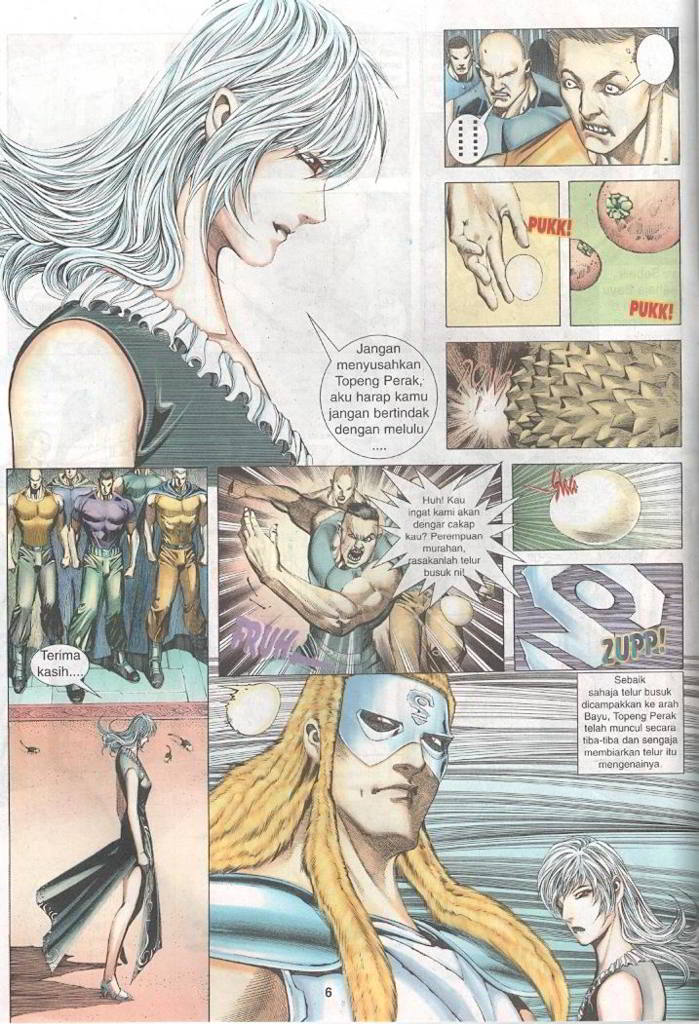 PUKK!
PUKK!
Jangan
menyusahkan
Topeng Perak,
aku harap kamu
jangan bertindak
dengan melulu
....
Terima
kasih....
Huh! Kau
ingat kami akan
dengar cakap
kau? Perempuan
murahan,
rasakanlah telur
busuk ni!
FRUH...
ZUPP!
Sebaik
sahaja telur busuk
dicampakkan ke arah
Bayu, Topeng Perak
telah muncul secara
tiba-tiba dan sengaja
membiarkan telur itu
mengenainya.
6